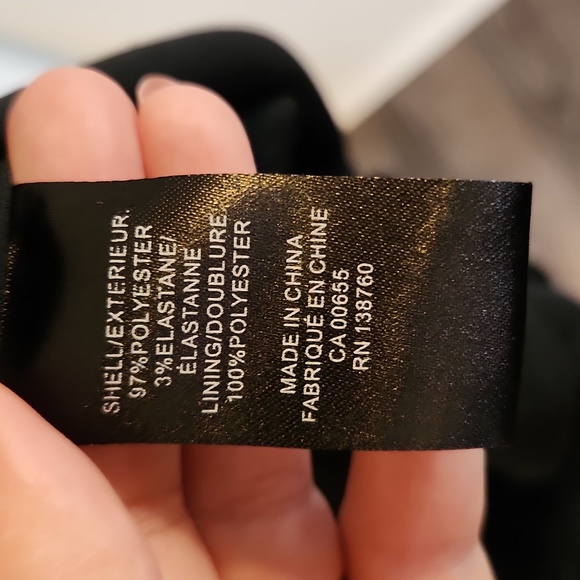 SHELL/EXTERIEUR.
97%POLYESTER
3%ELASTANE/
ÉLASTANNE
LINING/DOUBLURE
100%POLYESTER
MADE IN CHINA
FABRIQUÉ EN CHINE
CA 00655
RN 138760